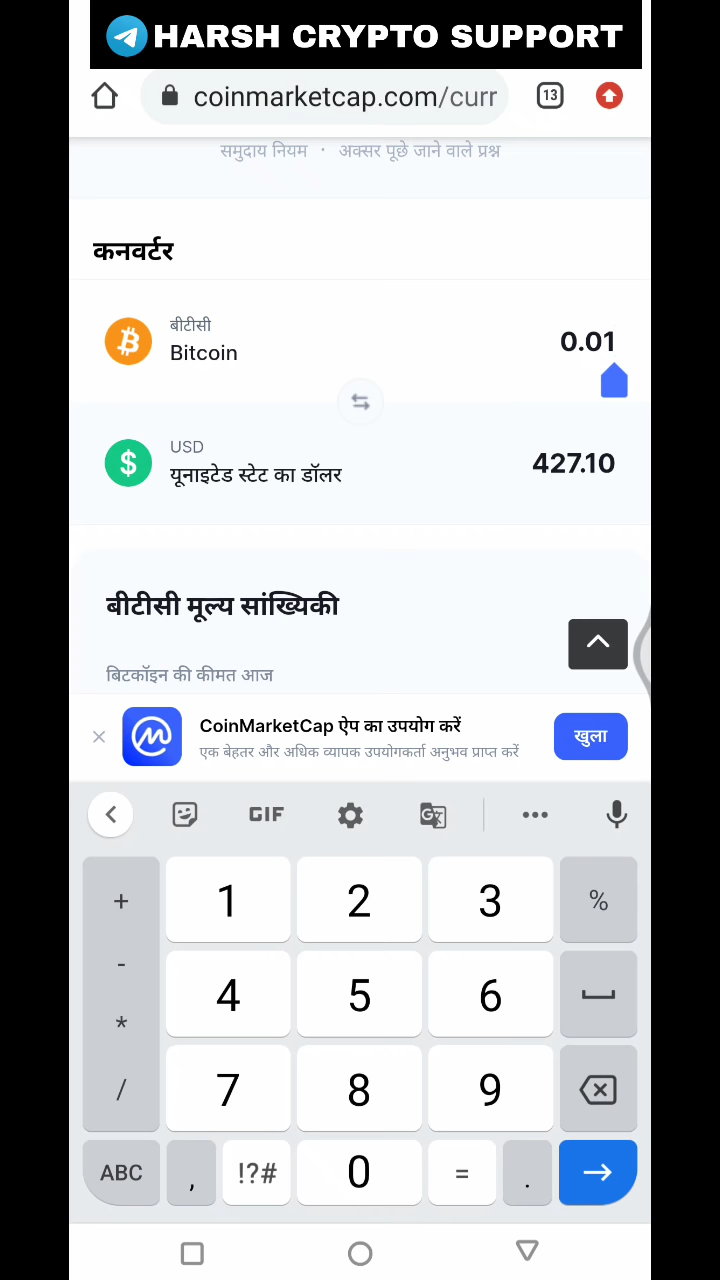 HARSH CRYPTO SUPPORT
coinmarketcap.com/curr
13
समुदाय नियम · अक्सर पूछे जाने वाले प्रश्न
कनवर्टर
बीटीसी
Bitcoin
0.01
USD
यूनाइटेड स्टेट का डॉलर
427.10
बीटीसी मूल्य सांख्यिकी
बिटकॉइन की कीमत आज
CoinMarketCap ऐप का उपयोग करें
एक बेहतर और अधिक व्यापक उपयोगकर्ता अनुभव प्राप्त करें
खुला
GIF
+ 1 2 3 %
- 4 5 6
*
/ 7 8 9
ABC , !?# 0 = .